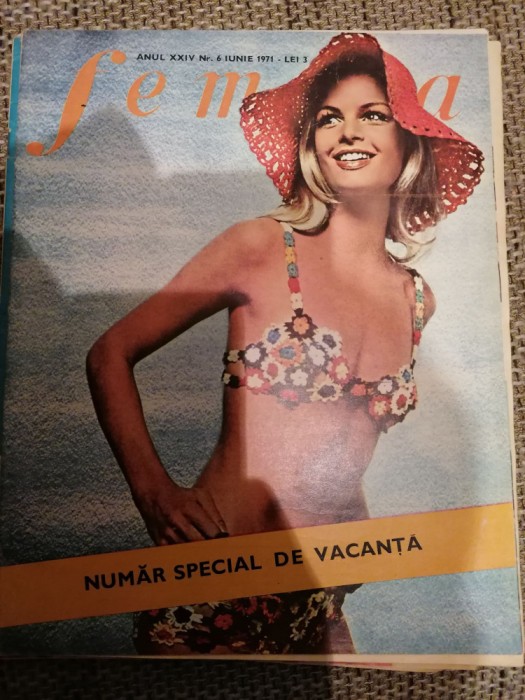 ANUL XXIV Nr. 6 IUNIE 1971 - LEI 3
fem a
NUMĂR SPECIAL DE VACANȚĂ